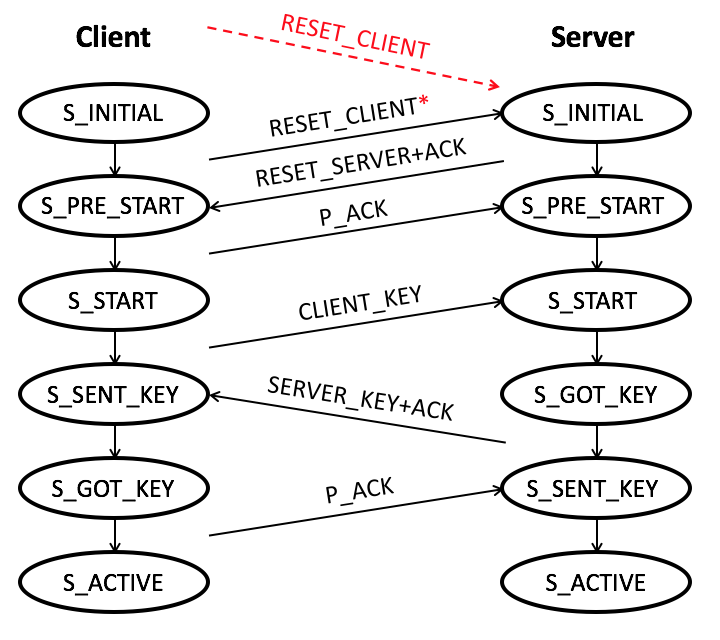 Client
RESET_CLIENT
Server
S_INITIAL
RESET_CLIENT*
S_INITIAL
RESET_SERVER+ACK
S_PRE_START
P_ACK
S_PRE_START
S_START
CLIENT_KEY
S_START
S_SENT_KEY
SERVER_KEY+ACK
S_GOT_KEY
S_GOT_KEY
P_ACK
S_SENT_KEY
S_ACTIVE
S_ACTIVE